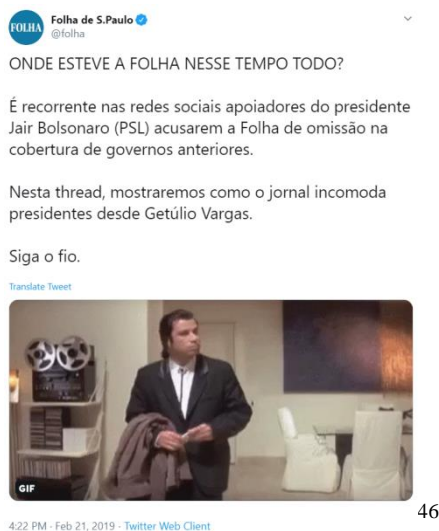 FOLHA
Folha de S.Paulo
@folha
ONDE ESTEVE A FOLHA NESSE TEMPO TODO?
É recorrente nas redes sociais apoiadores do presidente
Jair Bolsonaro (PSL) acusarem a Folha de omissão na
cobertura de governos anteriores.
Nesta thread, mostraremos como o jornal incomoda
presidentes desde Getúlio Vargas.
Siga o fio.
Translate Tweet
GIF
46
4:22 PM · Feb 21, 2019 · Twitter Web Client